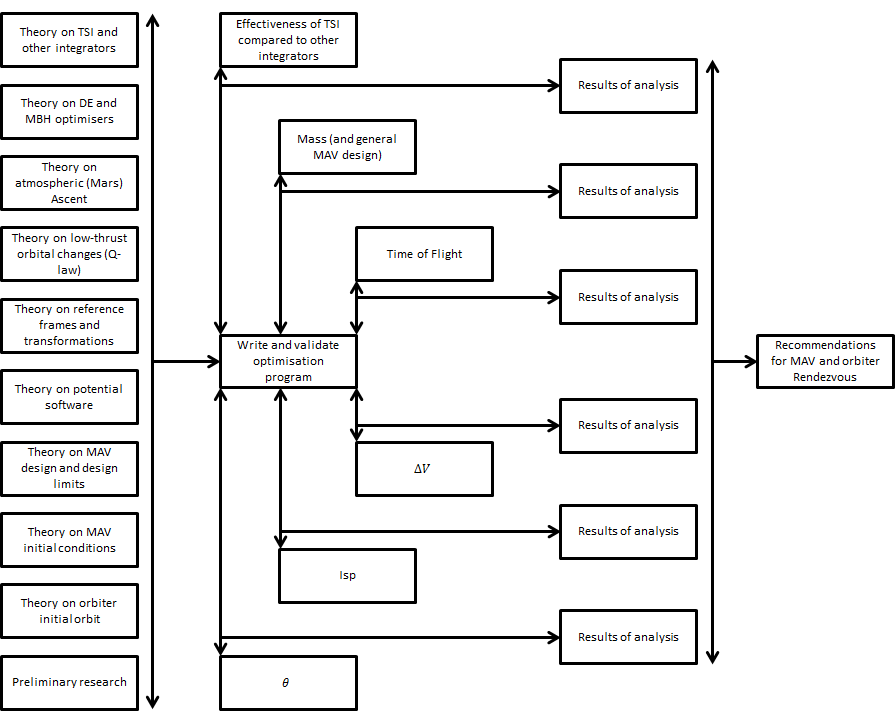 Theory on TSI and
other integrators
Theory on DE and
MBH optimisers
Theory on
atmospheric (Mars)
Ascent
Theory on low-thrust
orbital changes (Q-
law)
Theory on reference
frames and
transformations
Theory on potential
software
Theory on MAV
design and design
limits
Theory on MAV
initial conditions
Theory on orbiter
initial orbit
Preliminary research
Effectiveness of TSI
compared to other
integrators
Mass (and general
MAV design)
Time of Flight
Write and validate
optimisation
program
ΔV
Isp
θ
Results of analysis
Results of analysis
Results of analysis
Results of analysis
Results of analysis
Results of analysis
Recommendations
for MAV and orbiter
Rendezvous